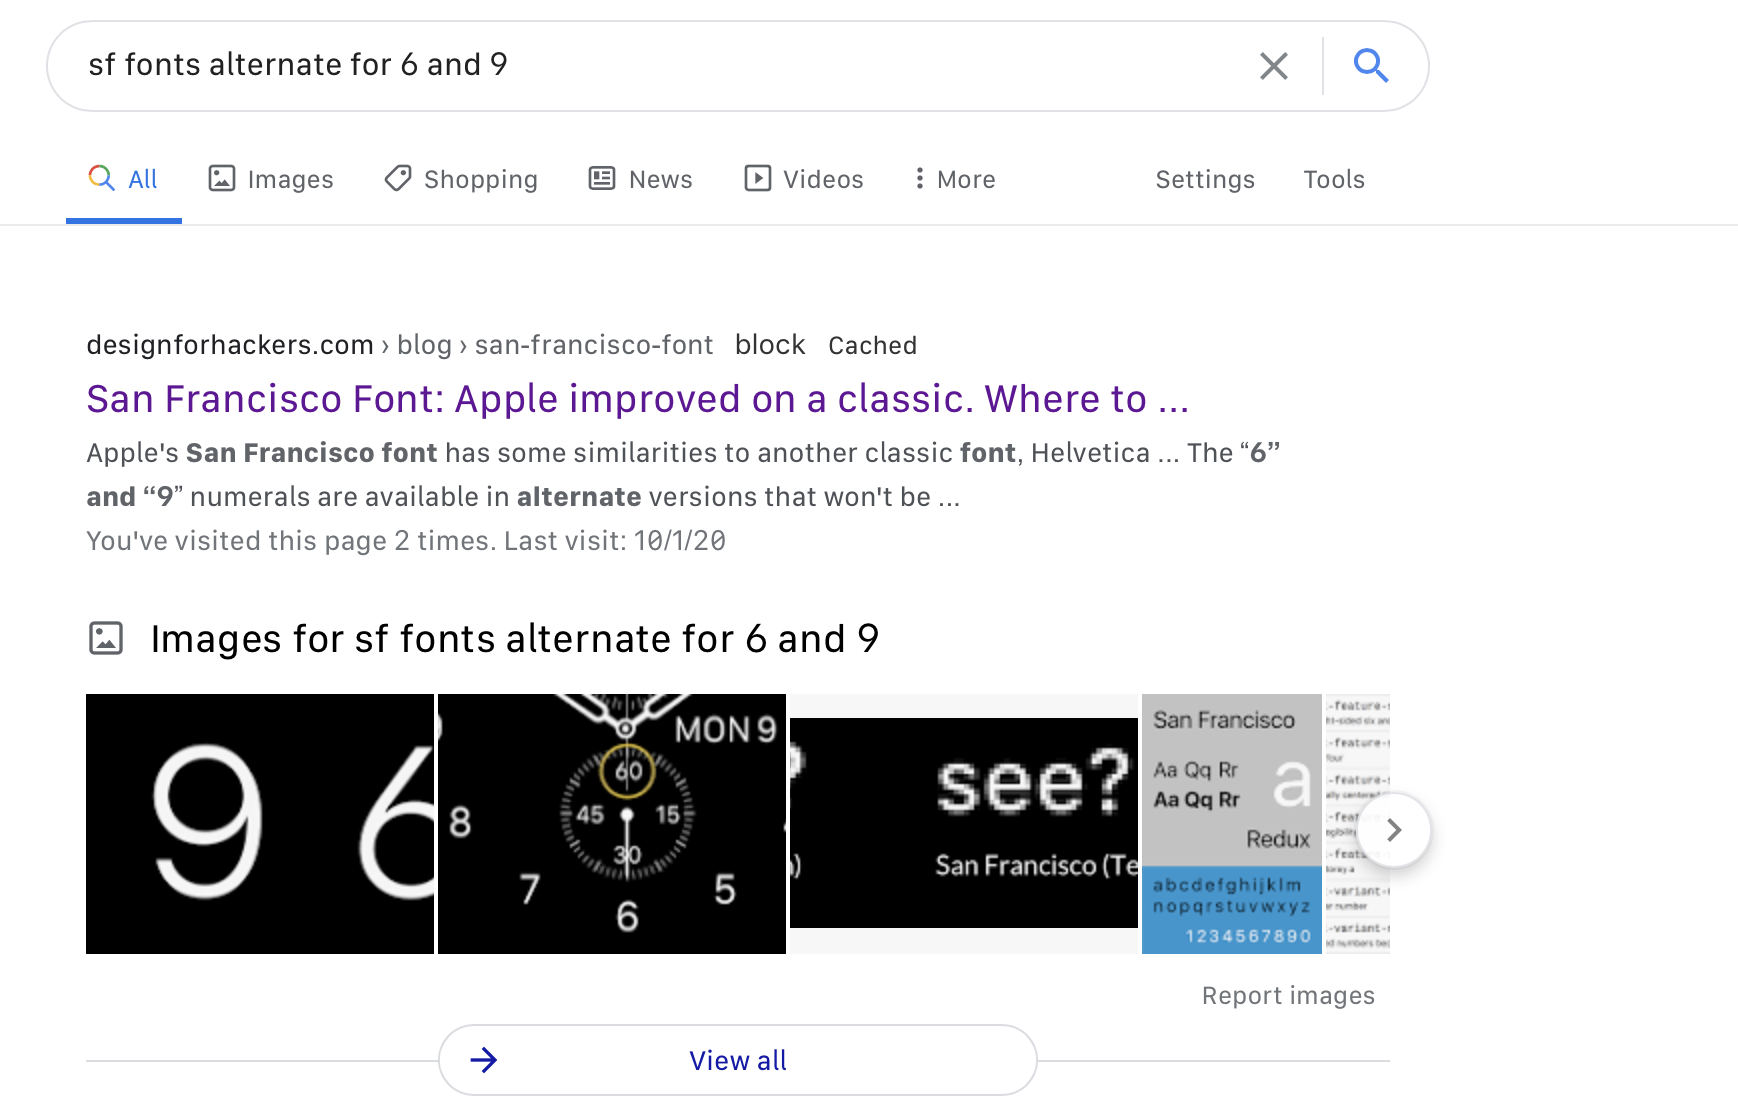 sf fonts alternate for 6 and 9
All Images Shopping News Videos More Settings Tools
designforhackers.com › blog › san-francisco-font block Cached
San Francisco Font: Apple improved on a classic. Where to ...
Apple's San Francisco font has some similarities to another classic font, Helvetica ... The “6”
and “9” numerals are available in alternate versions that won't be ...
You've visited this page 2 times. Last visit: 10/1/20
Images for sf fonts alternate for 6 and 9
9 6
MON 9
60
45 15
30
8
7 5
6
see?
San Francisco (Te
San Francisco
Aa Qq Rr
Aa Qq Rr
a
Redux
abcdefghijklm
nopqrstuvwxyz
1234567890
-feature-
-feature-
-feature-
-variant-
-variant-
Report images
View all